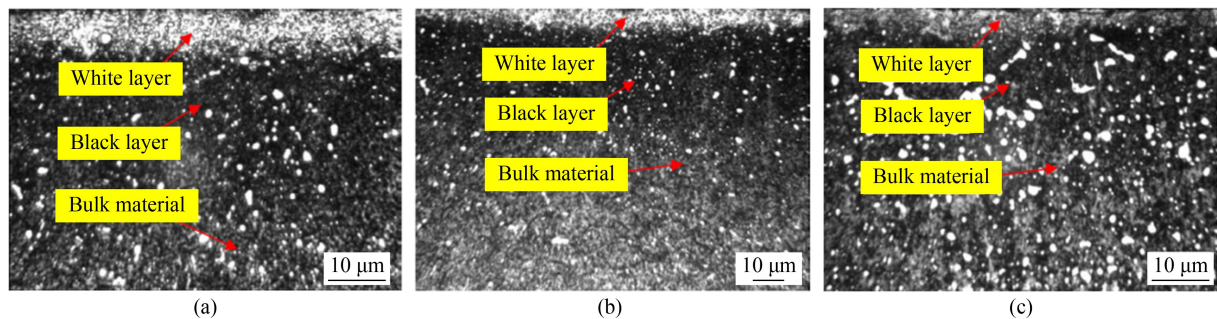 White layer
Black layer
Bulk material
10 μm
(a)
White layer
Black layer
Bulk material
10 μm
(b)
White layer
Black layer
Bulk material
10 μm
(c)